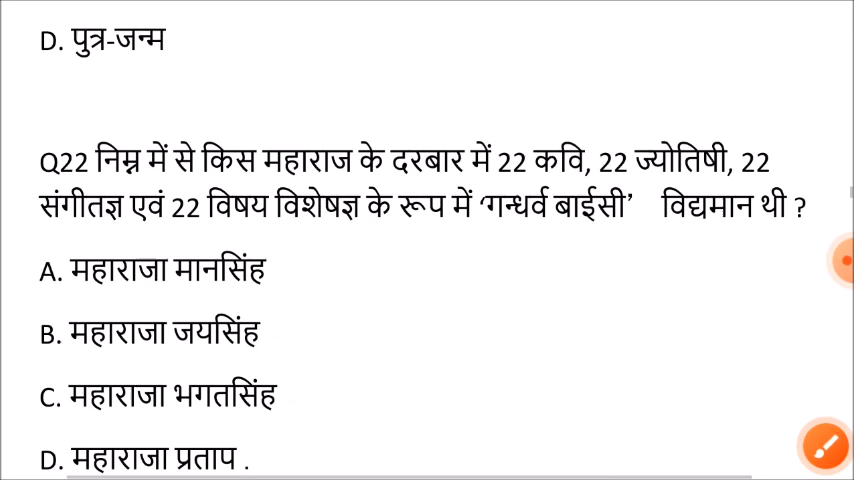 D. पुत्र-जन्म
Q22 निम्न में से किस महाराज के दरबार में 22 कवि, 22 ज्योतिषी, 22
संगीतज्ञ एवं 22 विषय विशेषज्ञ के रूप में ‘गन्धर्व बाईसी’ विद्यमान थी ?
A. महाराजा मानसिंह
B. महाराजा जयसिंह
C. महाराजा भगतसिंह
D. महाराजा प्रताप .